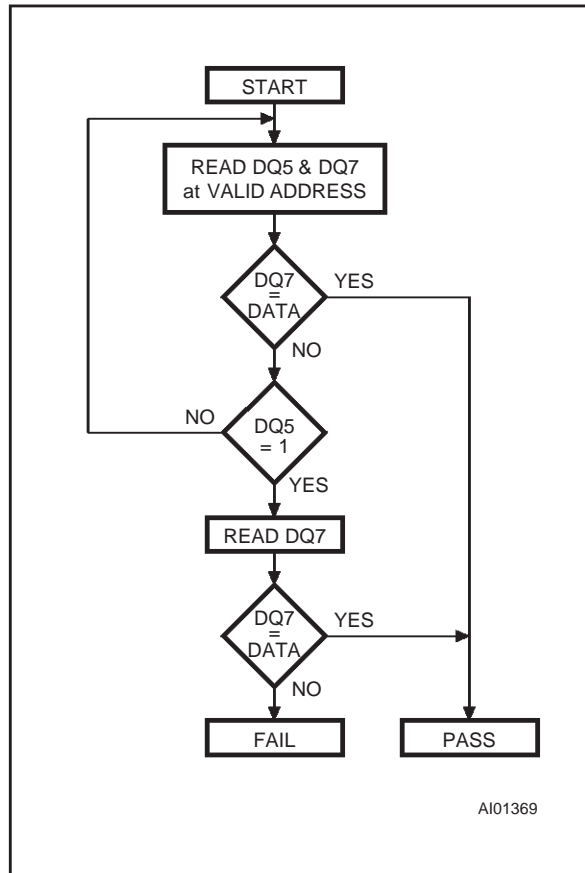 START
READ DQ5 & DQ7
at VALID ADDRESS
DQ7
=
DATA
YES
NO
NO
DQ5
= 1
YES
READ DQ7
DQ7
=
DATA
YES
NO
FAIL
PASS
AI01369